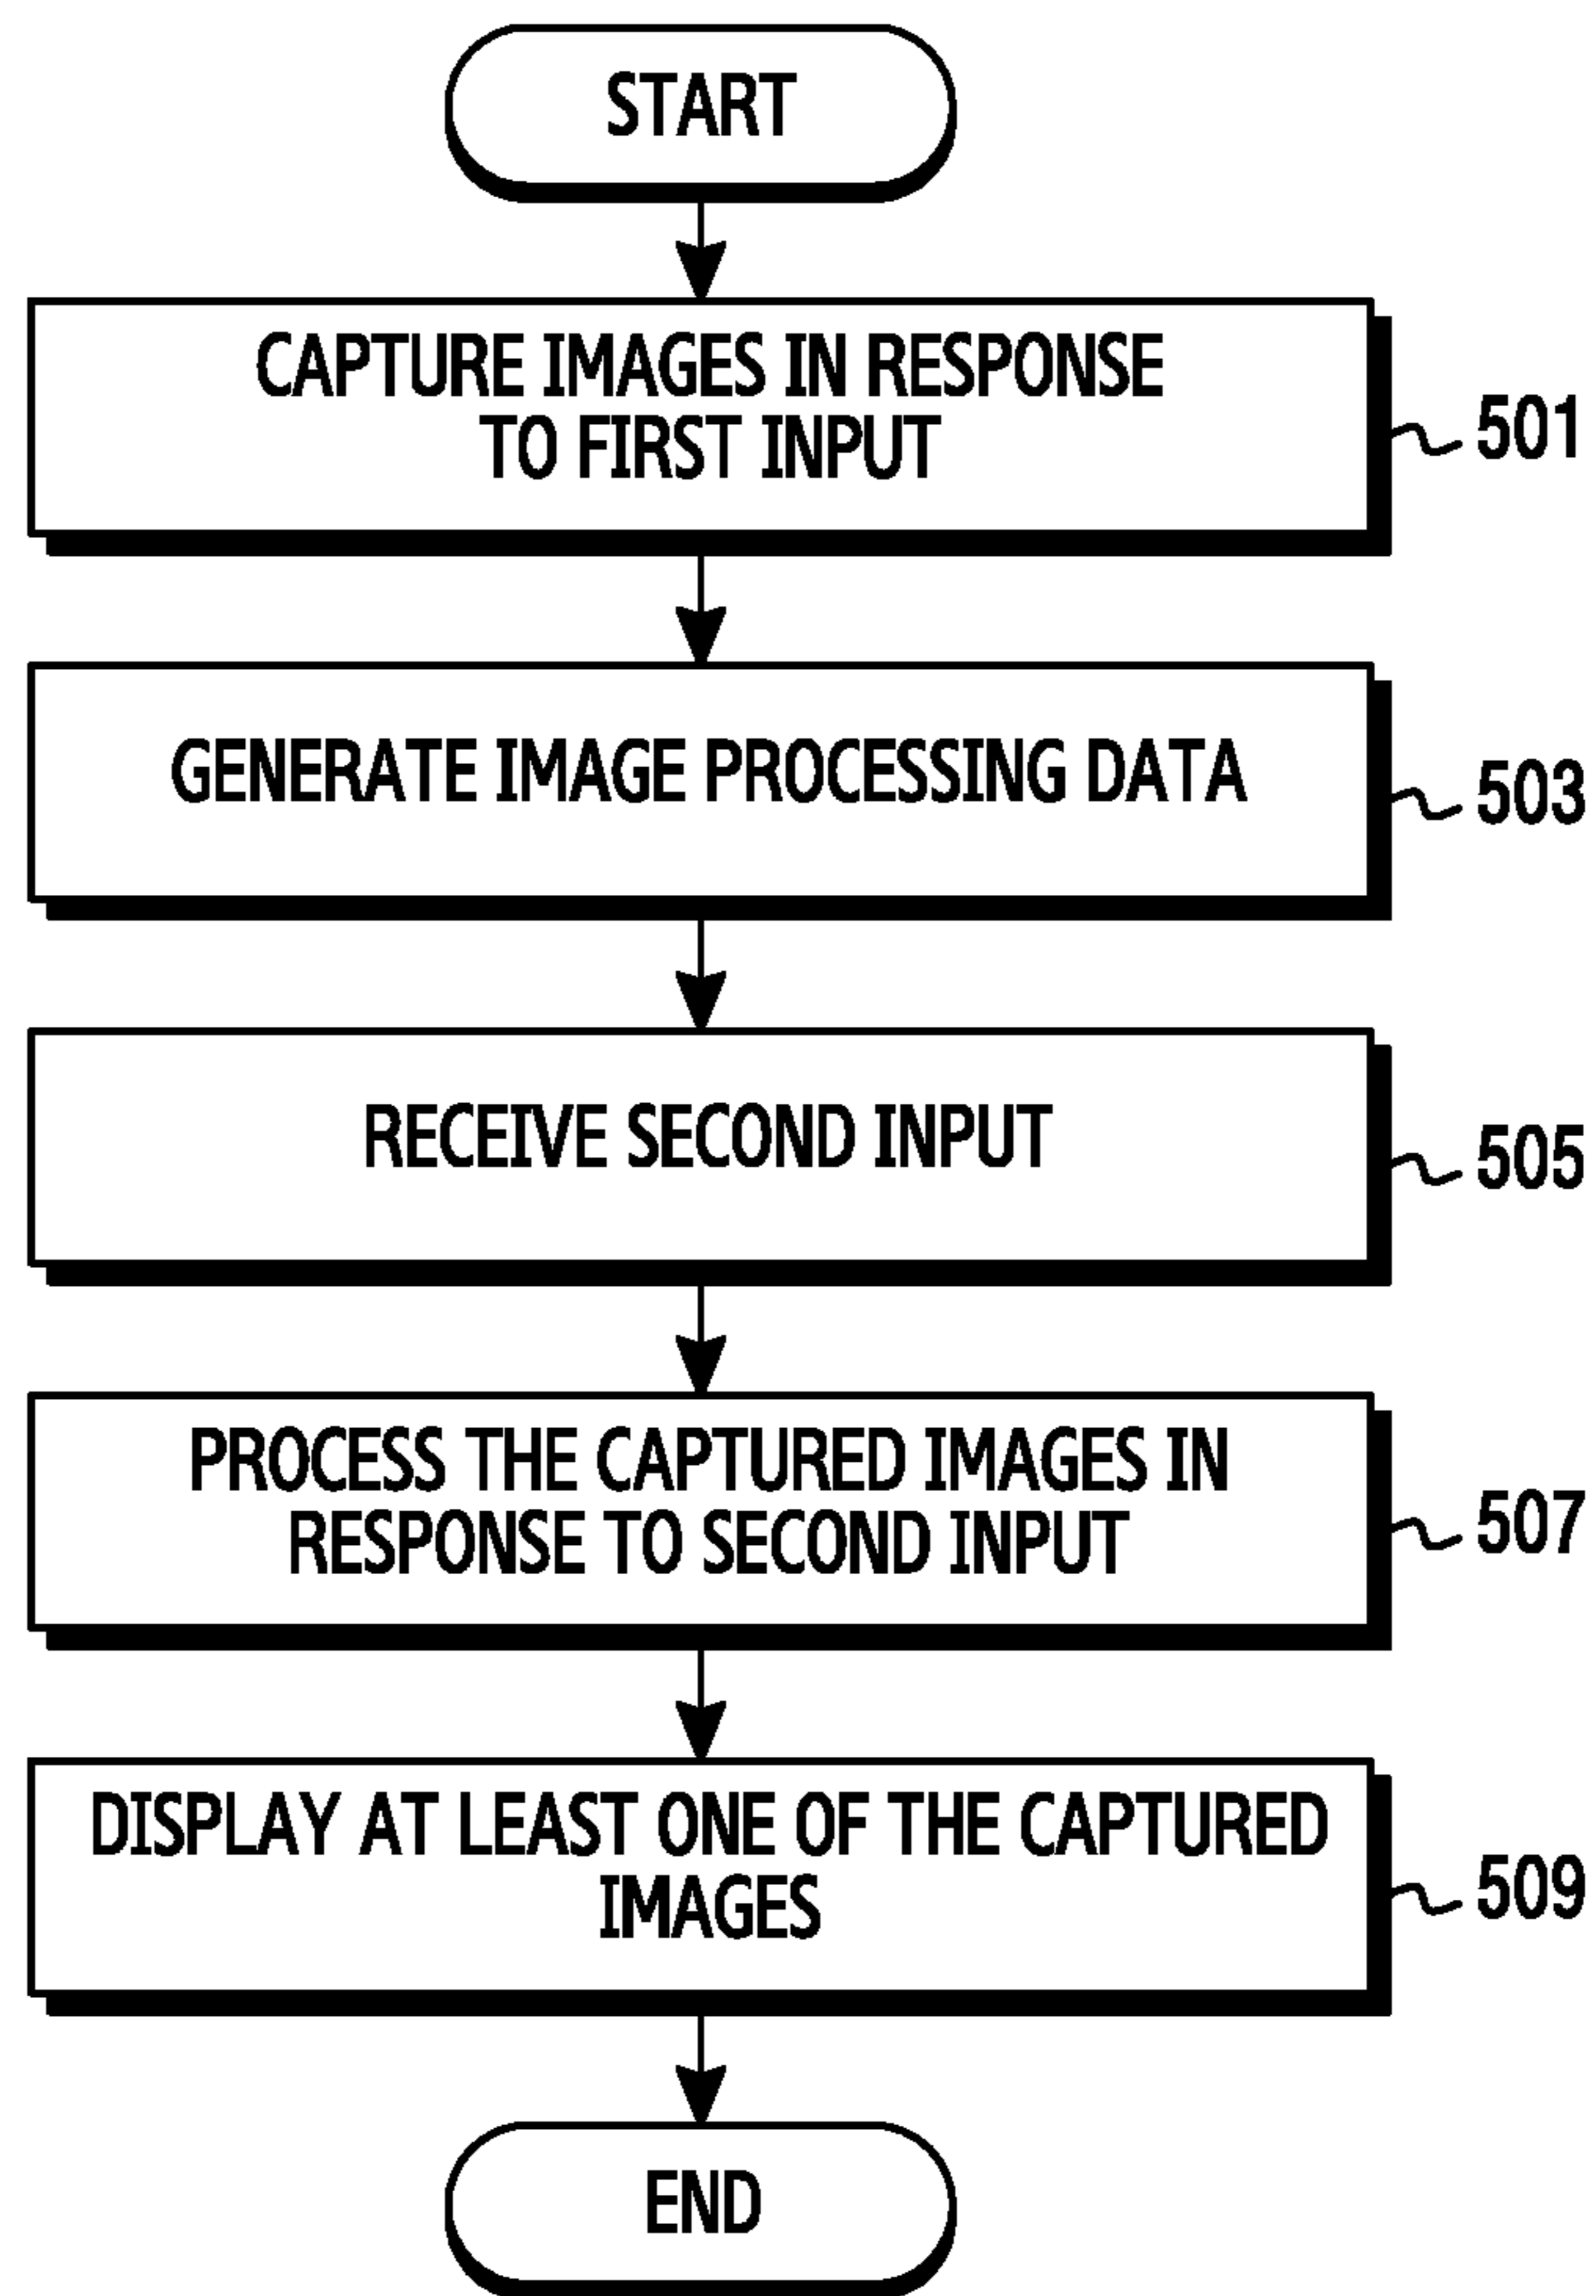 START
CAPTURE IMAGES IN RESPONSE
TO FIRST INPUT
501
GENERATE IMAGE PROCESSING DATA
503
RECEIVE SECOND INPUT
505
PROCESS THE CAPTURED IMAGES IN
RESPONSE TO SECOND INPUT
507
DISPLAY AT LEAST ONE OF THE CAPTURED
IMAGES
509
END